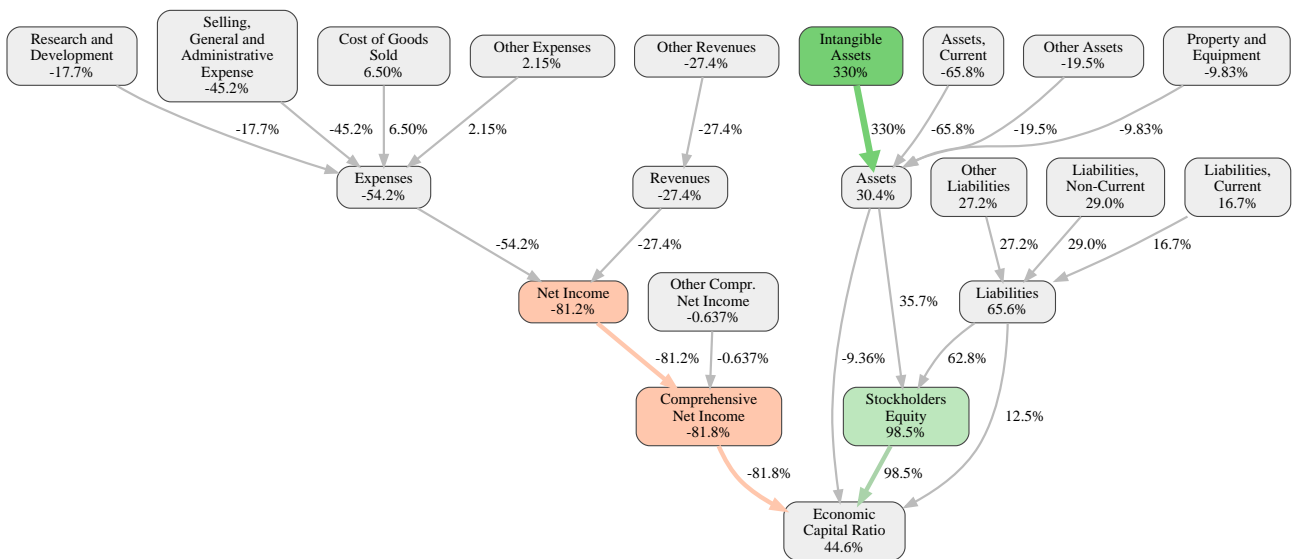 Research and
Development
-17.7%
Selling,
General and
Administrative
Expense
-45.2%
Cost of Goods
Sold
6.50%
Other Expenses
2.15%
Other Revenues
-27.4%
Intangible
Assets
330%
Assets,
Current
-65.8%
Other Assets
-19.5%
Property and
Equipment
-9.83%
-17.7%
-45.2%
6.50%
2.15%
-27.4%
330%
-65.8%
-19.5%
-9.83%
Expenses
-54.2%
Revenues
-27.4%
Assets
30.4%
Other
Liabilities
27.2%
Liabilities,
Non-Current
29.0%
Liabilities,
Current
16.7%
-54.2%
-27.4%
27.2%
29.0%
16.7%
Net Income
-81.2%
Other Compr.
Net Income
-0.637%
35.7%
Liabilities
65.6%
-81.2%
-0.637%
-9.36%
62.8%
Comprehensive
Net Income
-81.8%
Stockholders
Equity
98.5%
12.5%
-81.8%
98.5%
Economic
Capital Ratio
44.6%